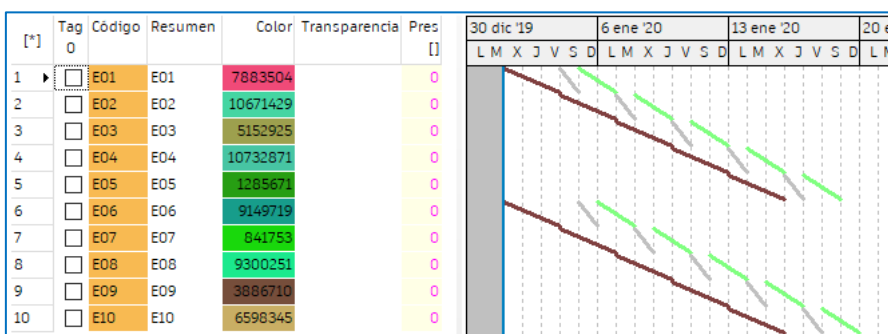 [*] Tag Código Resumen Color Transparencia Pres 30 dic '19 6 ene '20 13 ene '20 20 e
0 [] L M X J V S D L M X J V S D L M X J V S D L M
1 E01 E01 7883504 0
2 E02 E02 10671429 0
3 E03 E03 5152925 0
4 E04 E04 10732871 0
5 E05 E05 1285671 0
6 E06 E06 9149719 0
7 E07 E07 841753 0
8 E08 E08 9300251 0
9 E09 E09 3886710 0
10 E10 E10 6598345 0